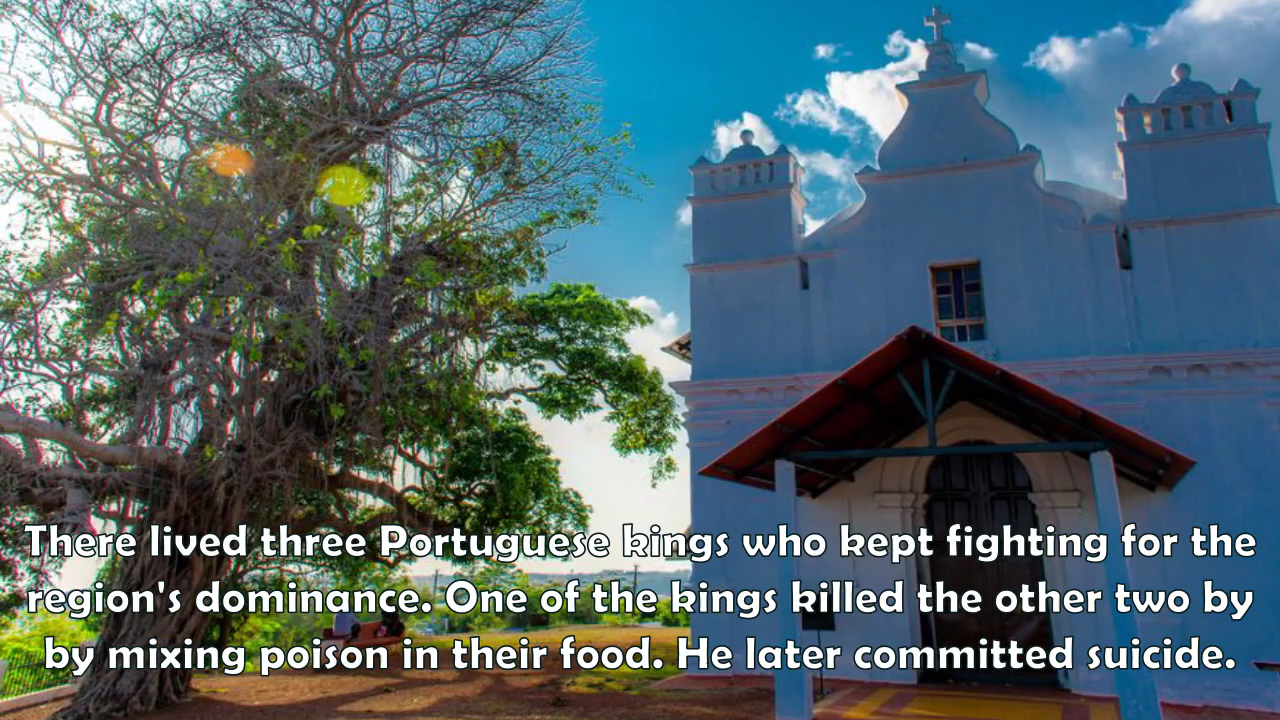 There lived three Portuguese kings who kept fighting for the
region's dominance. One of the kings killed the other two by
by mixing poison in their food. He later committed suicide.